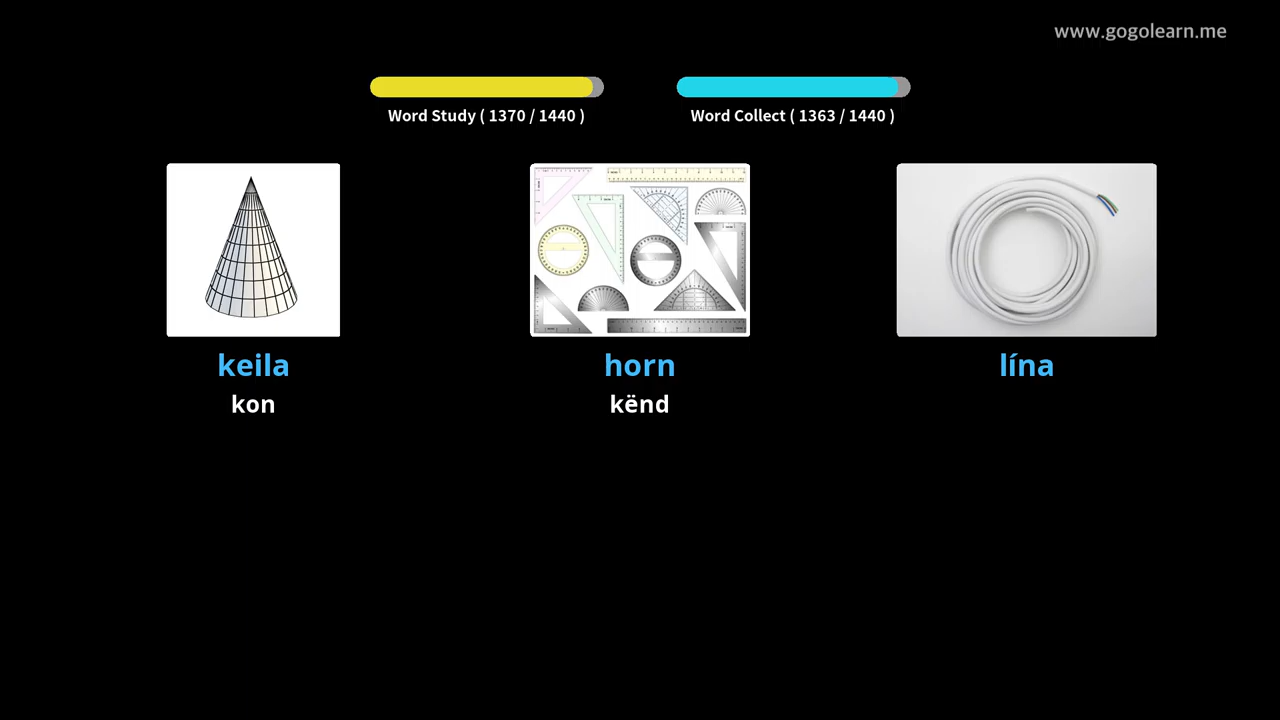 www.gogolearn.me
Word Study ( 1370 / 1440 )
Word Collect ( 1363 / 1440 )
keila
kon
horn
kënd
lína